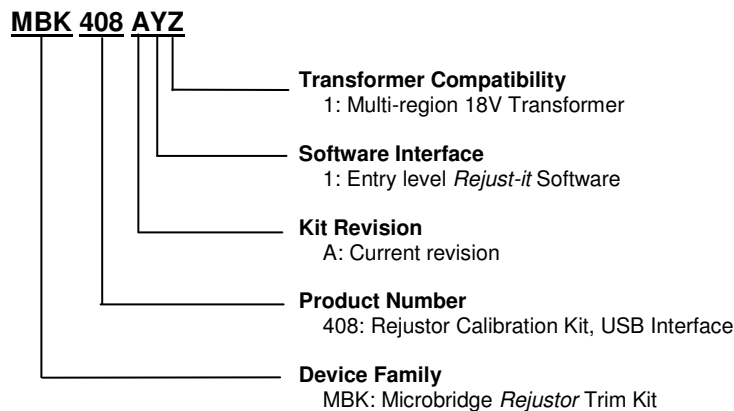 MBK 408 AYZ
Transformer Compatibility
1: Multi-region 18V Transformer
Software Interface
1: Entry level Rejust-it Software
Kit Revision
A: Current revision
Product Number
408: Rejustor Calibration Kit, USB Interface
Device Family
MBK: Microbridge Rejustor Trim Kit